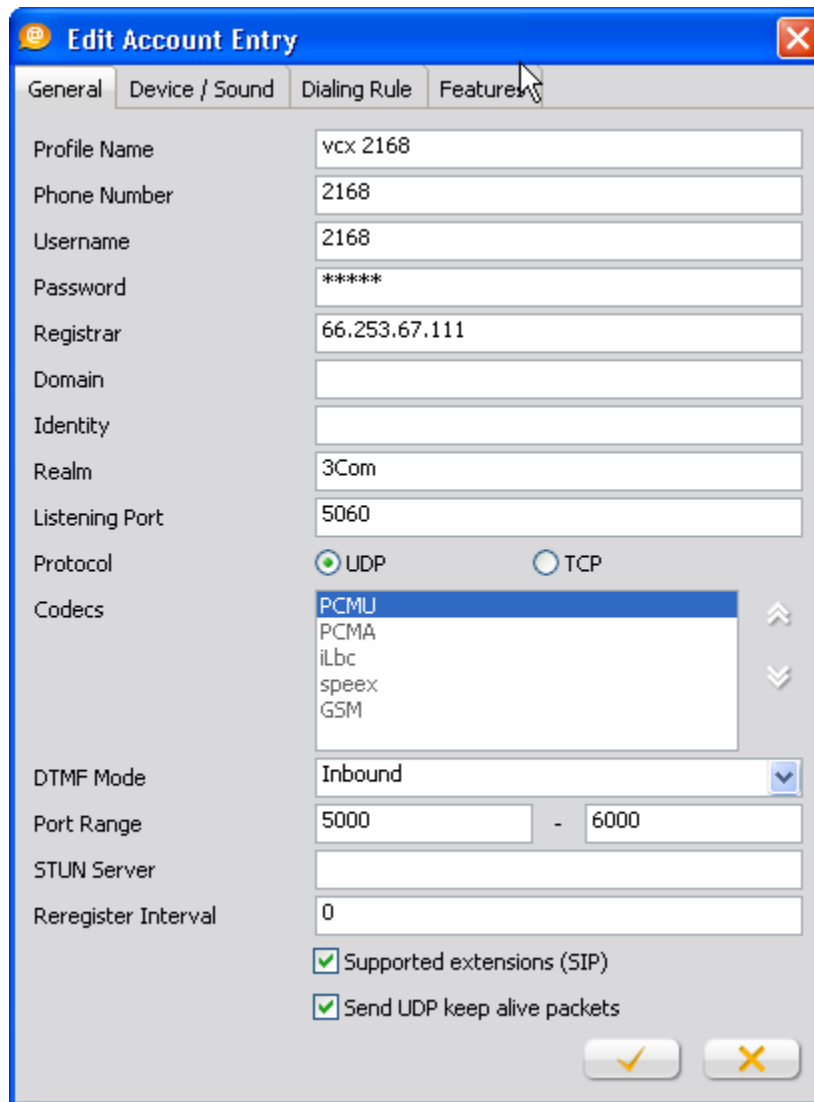 Edit Account Entry
General Device / Sound Dialing Rule Features
Profile Name vcx 2168
Phone Number 2168
Username 2168
Password *****
Registrar 66.253.67.111
Domain
Identity
Realm 3Com
Listening Port 5060
Protocol UDP TCP
Codecs PCMU
PCMA
iLbc
speex
GSM
DTMF Mode Inbound
Port Range 5000 - 6000
STUN Server
Reregister Interval 0
Supported extensions (SIP)
Send UDP keep alive packets